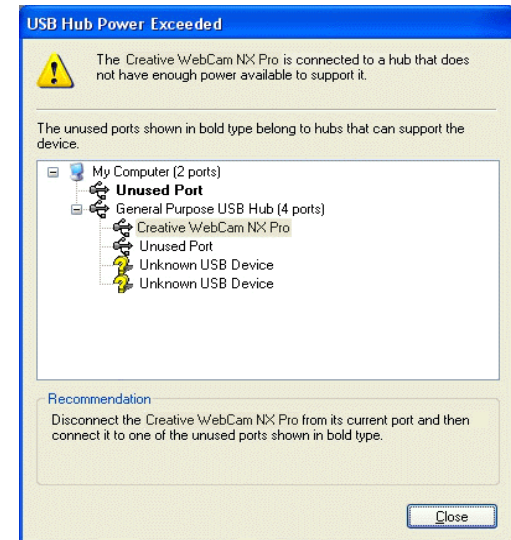 USB Hub Power Exceeded
The Creative WebCam NX Pro is connected to a hub that does
not have enough power available to support it.
The unused ports shown in bold type belong to hubs that can support the
device.
My Computer (2 ports)
Unused Port
General Purpose USB Hub (4 ports)
Creative WebCam NX Pro
Unused Port
Unknown USB Device
Unknown USB Device
Recommendation
Disconnect the Creative WebCam NX Pro from its current port and then
connect it to one of the unused ports shown in bold type.
Close